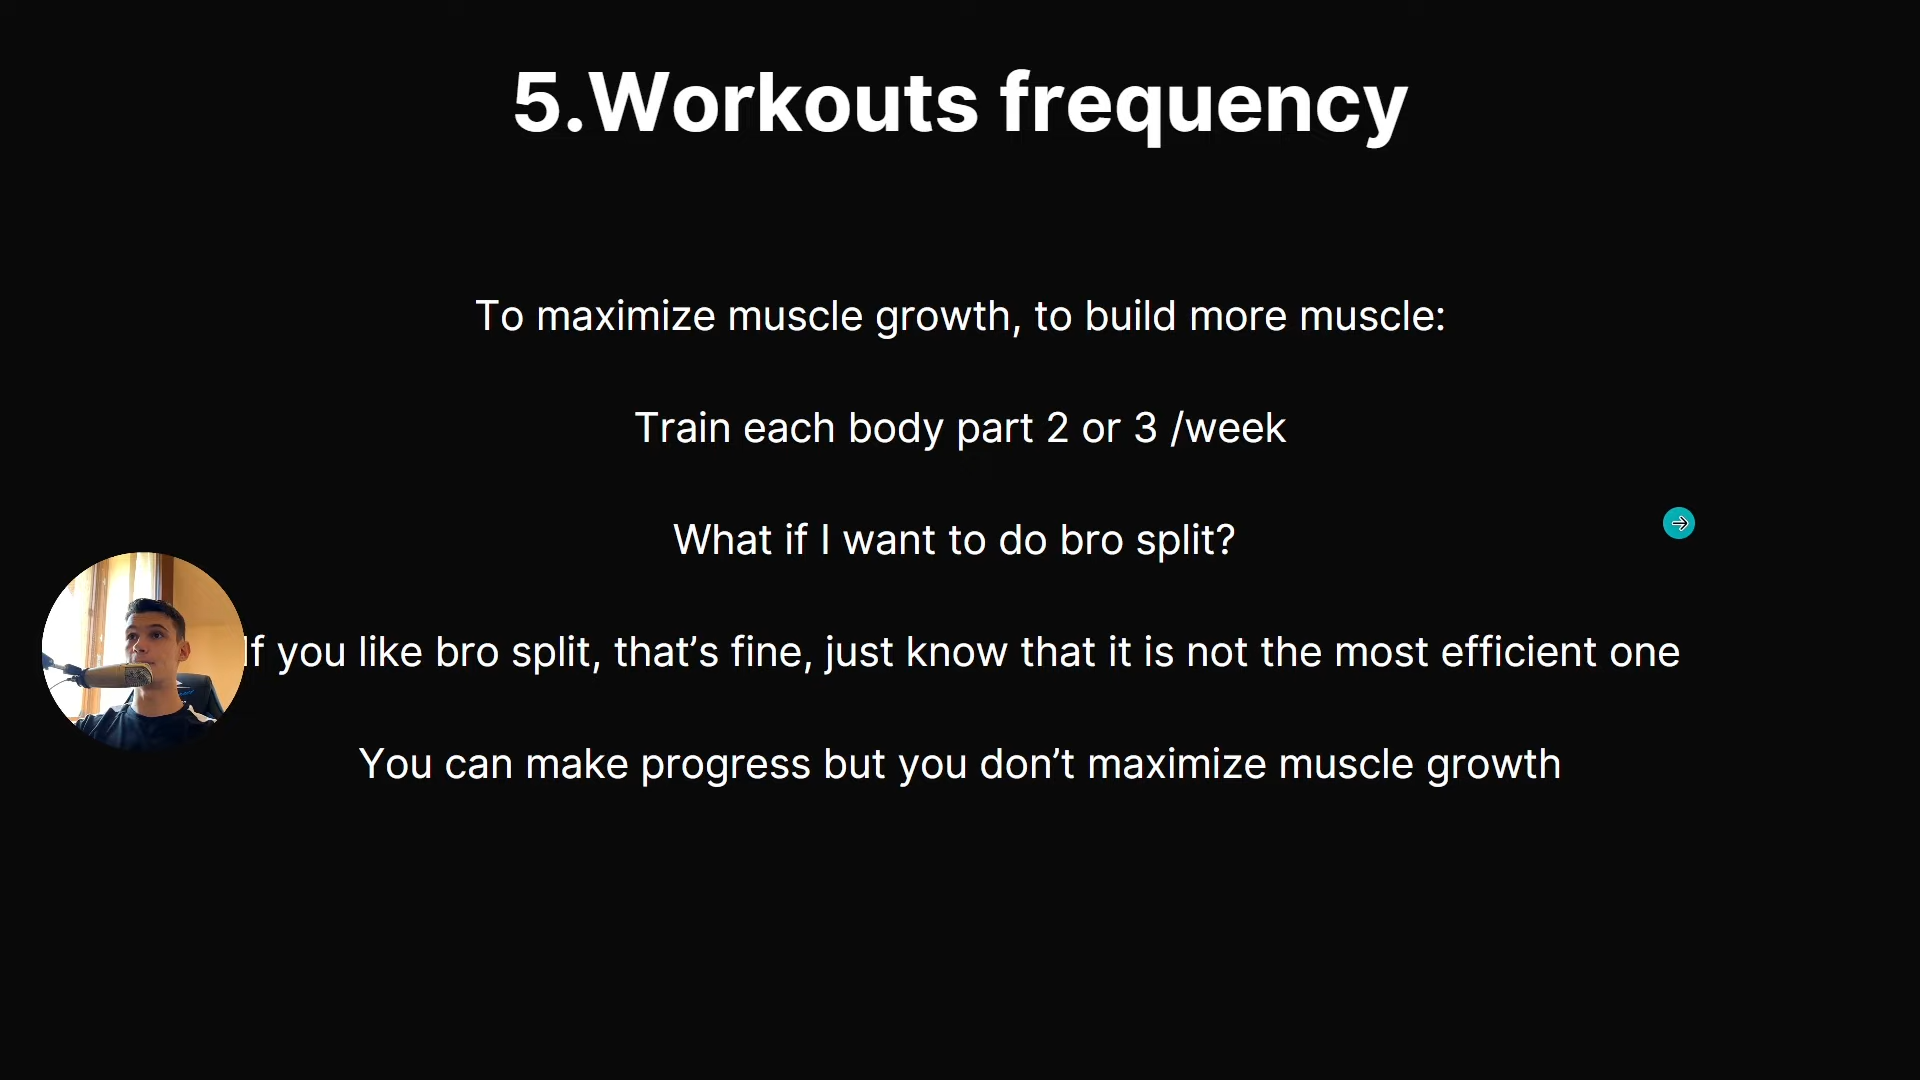 5.Workouts frequency
To maximize muscle growth, to build more muscle:
Train each body part 2 or 3 /week
What if I want to do bro split?
If you like bro split, that’s fine, just know that it is not the most efficient one
You can make progress but you don’t maximize muscle growth